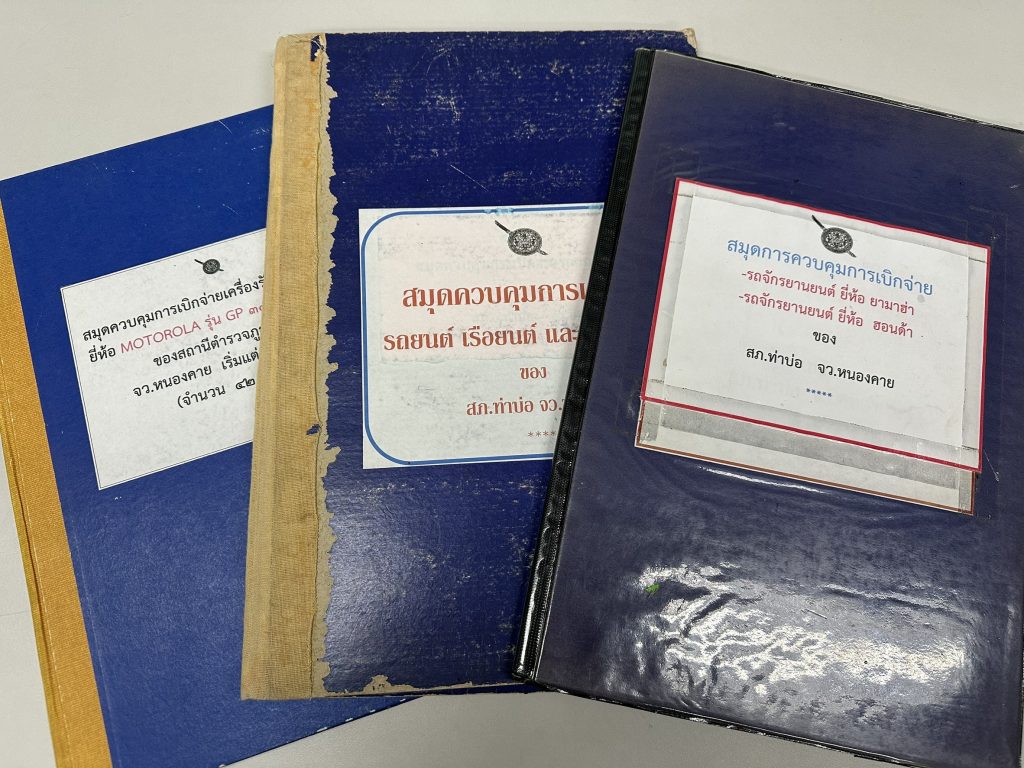 สมุดควบคุมการเบิกจ่ายเครื่อง
ยี่ห้อ MOTOROLA รุ่น GP
ของสถานีตำรวจ
จว.หนองคาย เริ่มแต่
(จำนวน ๔๒
สมุดควบคุมการ
รถยนต์ เรือยนต์ และ
ของ
สภ.ท่าบ่อ จว.
****
สมุดการควบคุมการเบิกจ่าย
-รถจักรยานยนต์ ยี่ห้อ ยามาฮ่า
-รถจักรยานยนต์ ยี่ห้อ ฮอนด้า
ของ
สภ.ท่าบ่อ จว.หนองคาย
*****